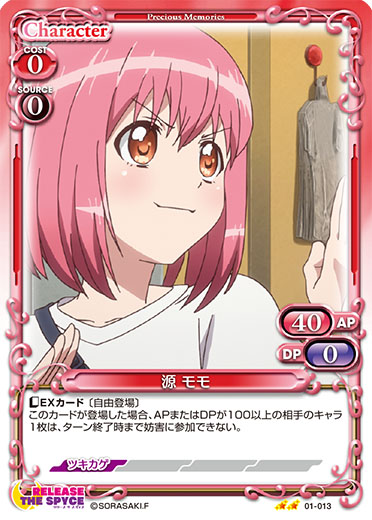 Precious Memories
Character
COST
0
SOURCE
0
40 AP
DP 0
源 モモ
EXカード〔自由登場〕
このカードが登場した場合、APまたはDPが100以上の相手のキャラ
1枚は、ターン終了時まで妨害に参加できない。
ツキカゲ
RELEASE
THE SPYCE
©SORASAKI.F
01-013